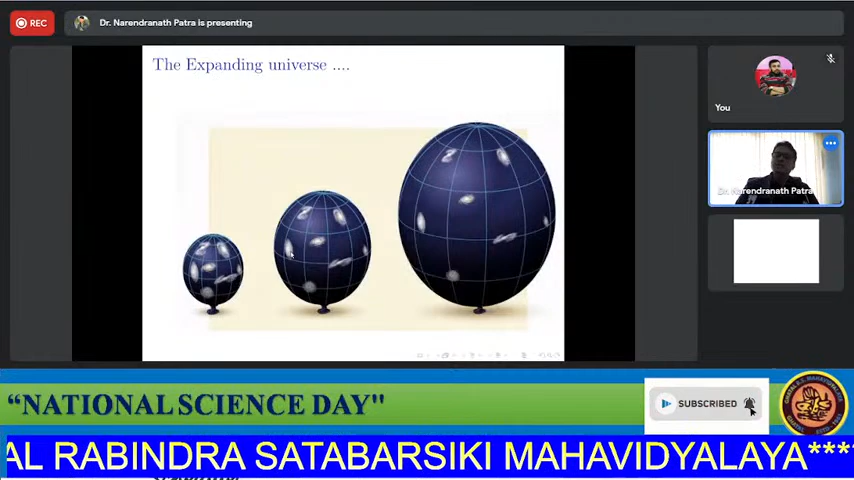 REC
Dr. Narendranath Patra is presenting
The Expanding universe ....
You
Dr. Narendranath Patra
"NATIONAL SCIENCE DAY"
SUBSCRIBED
AL RABINDRA SATABARSIKI MAHAVIDYALAYA****